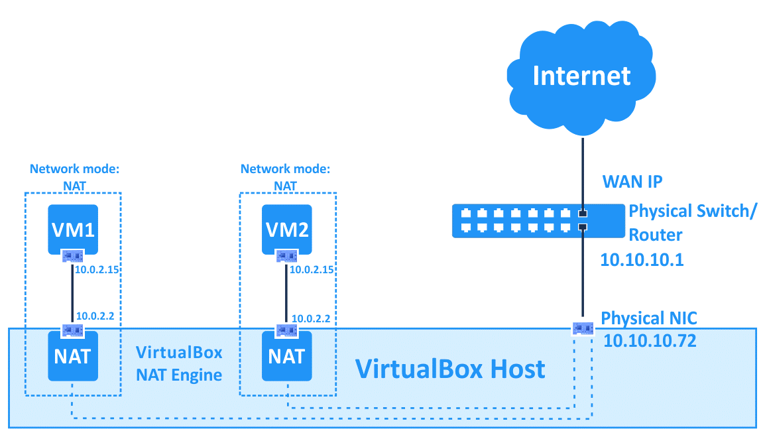 Internet
WAN IP
Physical Switch/
Router
10.10.10.1
Network mode:
NAT
VM1
10.0.2.15
10.0.2.2
NAT
Network mode:
NAT
VM2
10.0.2.15
10.0.2.2
NAT
VirtualBox
NAT Engine
VirtualBox Host
Physical NIC
10.10.10.72